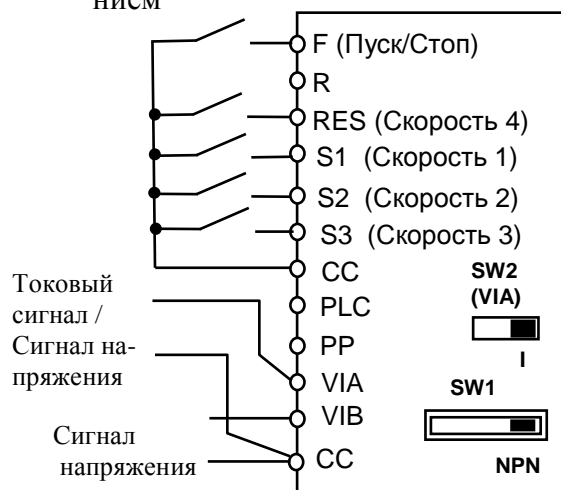 нием
F (Пуск/Стоп)
R
RES (Скорость 4)
S1 (Скорость 1)
S2 (Скорость 2)
S3 (Скорость 3)
CC
PLC
PP
VIA
VIB
CC
Токовый
сигнал /
Сигнал на-
пряжения
Сигнал
напряжения
SW2
(VIA)
I
SW1
NPN